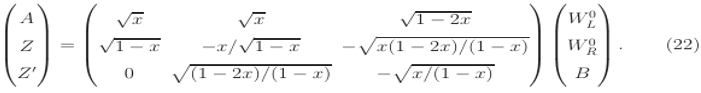 \begin{pmatrix} A \\ Z \\ Z' \end{pmatrix} = \begin{pmatrix} \sqrt{x} & \sqrt{x} & \sqrt{1-2x} \\ \sqrt{1-x} & -x/\sqrt{1-x} & -\sqrt{x(1-2x)/(1-x)} \\ 0 & \sqrt{(1-2x)/(1-x)} & -\sqrt{x/(1-x)} \end{pmatrix} \begin{pmatrix} W_L^0 \\ W_R^0 \\ B \end{pmatrix} . (22)